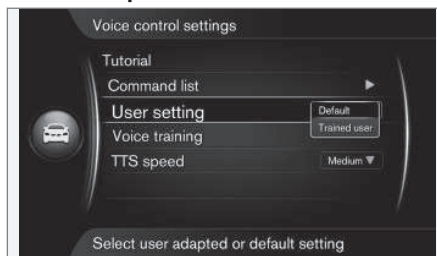 Voice control settings
Tutorial
Command list
User setting
Default
Trained user
Voice training
TTS speed
Medium
Select user adapted or default setting